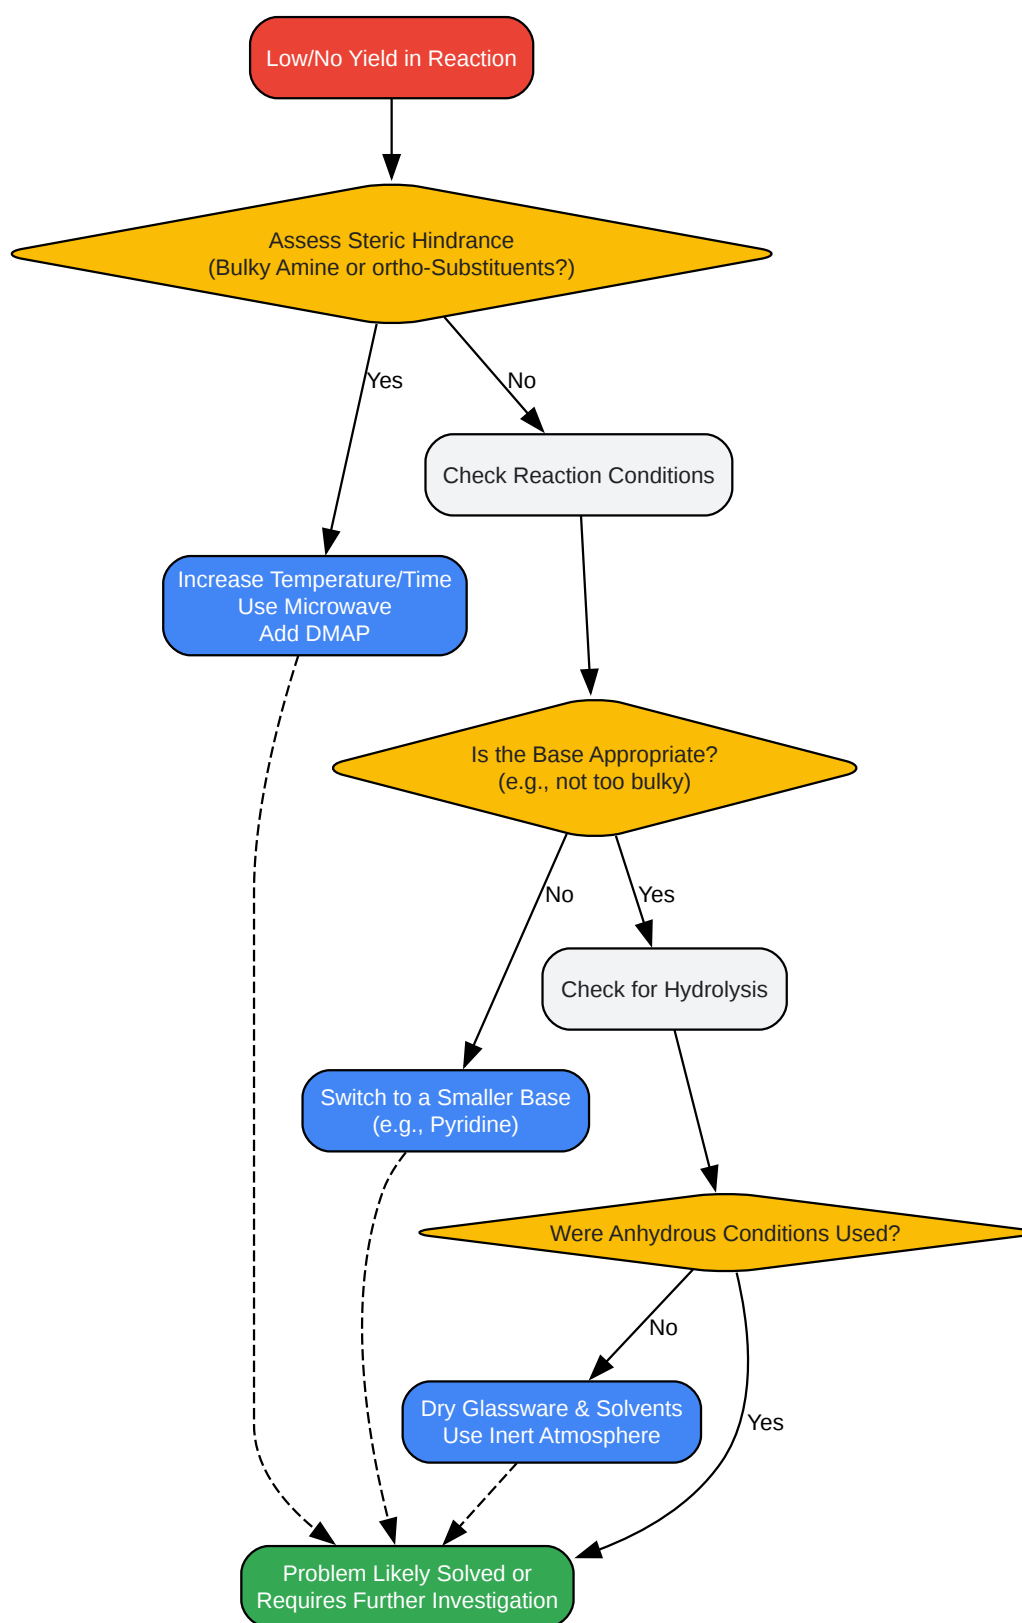 Low/No Yield in Reaction
Assess Steric Hindrance
(Bulky Amine or ortho-Substituents?)
Yes
No
Check Reaction Conditions
Increase Temperature/Time
Use Microwave
Add DMAP
Is the Base Appropriate?
(e.g., not too bulky)
No
Yes
Check for Hydrolysis
Switch to a Smaller Base
(e.g., Pyridine)
Were Anhydrous Conditions Used?
No
Yes
Dry Glassware & Solvents
Use Inert Atmosphere
Problem Likely Solved or
Requires Further Investigation